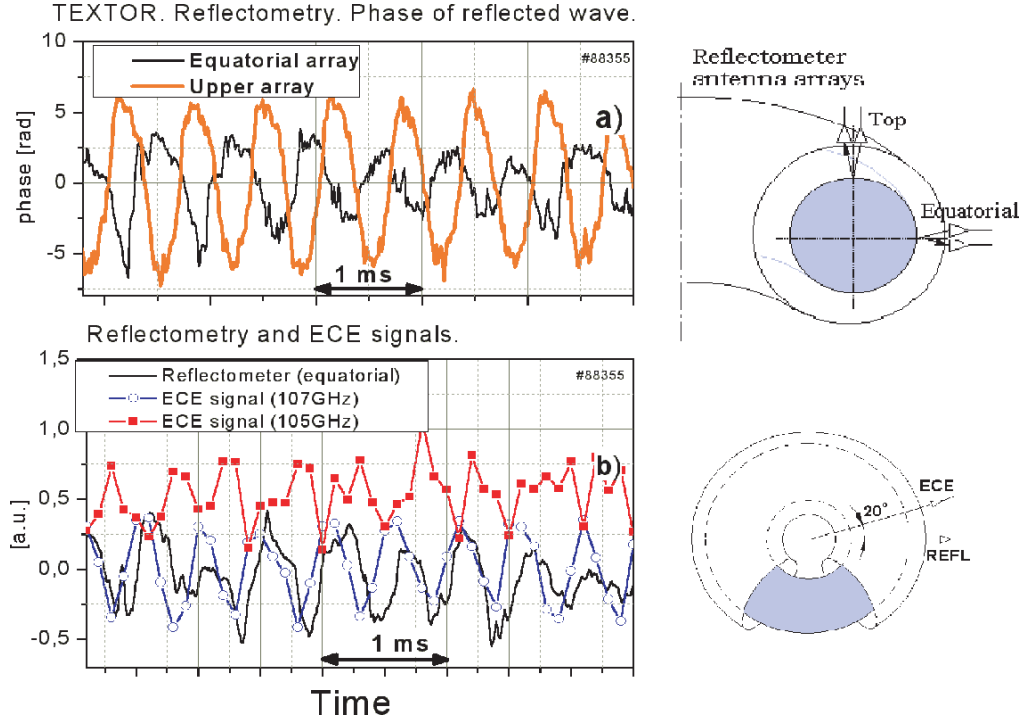 TEXTOR. Reflectometry. Phase of reflected wave.
10
5
0
-5
phase [rad]
Equatorial array
Upper array
#88355
a)
1 ms
Reflectometer
antenna arrays
Top
Equatorial
Reflectometry and ECE signals.
1,5
1,0
0,5
0,0
-0,5
[a.u.]
Reflectometer (equatorial)
ECE signal (107GHz)
ECE signal (105GHz)
#88355
b)
1 ms
Time
ECE
20°
REFL